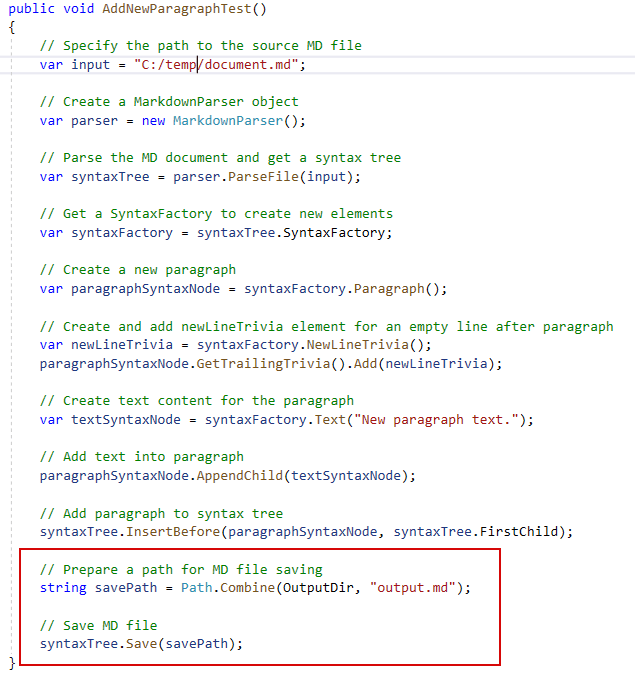 public void AddNewParagraphTest()
{
// Specify the path to the source MD file
var input = "C:/temp/document.md";
// Create a MarkdownParser object
var parser = new MarkdownParser();
// Parse the MD document and get a syntax tree
var syntaxTree = parser.ParseFile(input);
// Get a SyntaxFactory to create new elements
var syntaxFactory = syntaxTree.SyntaxFactory;
// Create a new paragraph
var paragraphSyntaxNode = syntaxFactory.Paragraph();
// Create and add newLineTrivia element for an empty line after paragraph
var newLineTrivia = syntaxFactory.NewLineTrivia();
paragraphSyntaxNode.GetTrailingTrivia().Add(newLineTrivia);
// Create text content for the paragraph
var textSyntaxNode = syntaxFactory.Text("New paragraph text.");
// Add text into paragraph
paragraphSyntaxNode.AppendChild(textSyntaxNode);
// Add paragraph to syntax tree
syntaxTree.InsertBefore(paragraphSyntaxNode, syntaxTree.FirstChild);
// Prepare a path for MD file saving
string savePath = Path.Combine(OutputDir, "output.md");
// Save MD file
syntaxTree.Save(savePath);
}